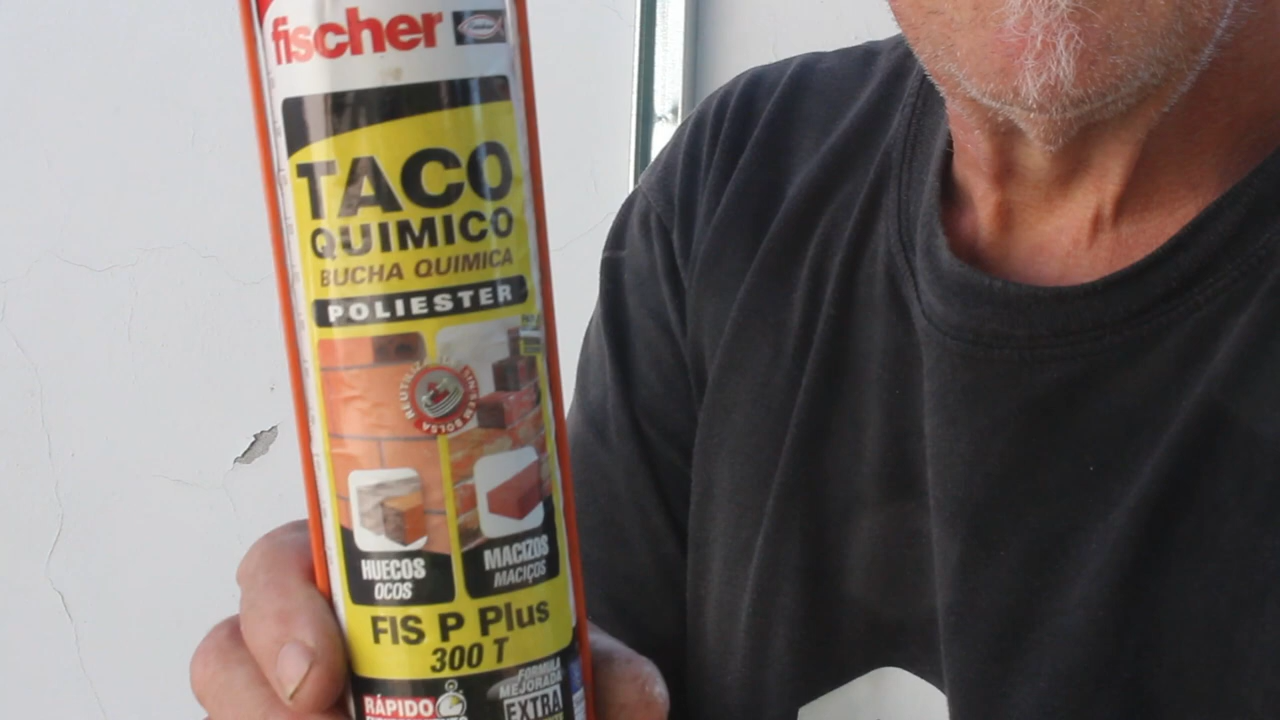 fischer
TACO
QUIMICO
BUCHA QUIMICA
POLIESTER
HUECOS
OCOS
MACIZOS
MACIÇOS
FIS P Plus
300 T
RÁPIDO
FORMULA
MEJORADA
EXTRA